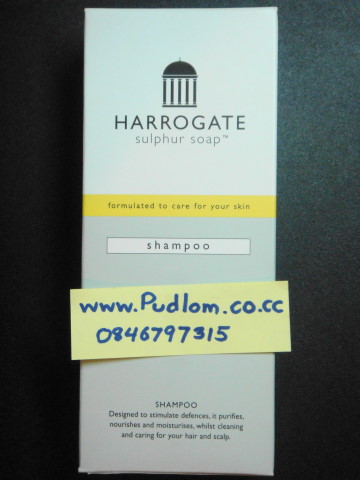 HARROGATE
sulphur soap™
formulated to care for your skin
shampoo
www.Pudlom.co.cc
0846797315
SHAMPOO
Designed to stimulate defences, it purifies,
nourishes and moisturises, whilst cleaning
and caring for your hair and scalp.